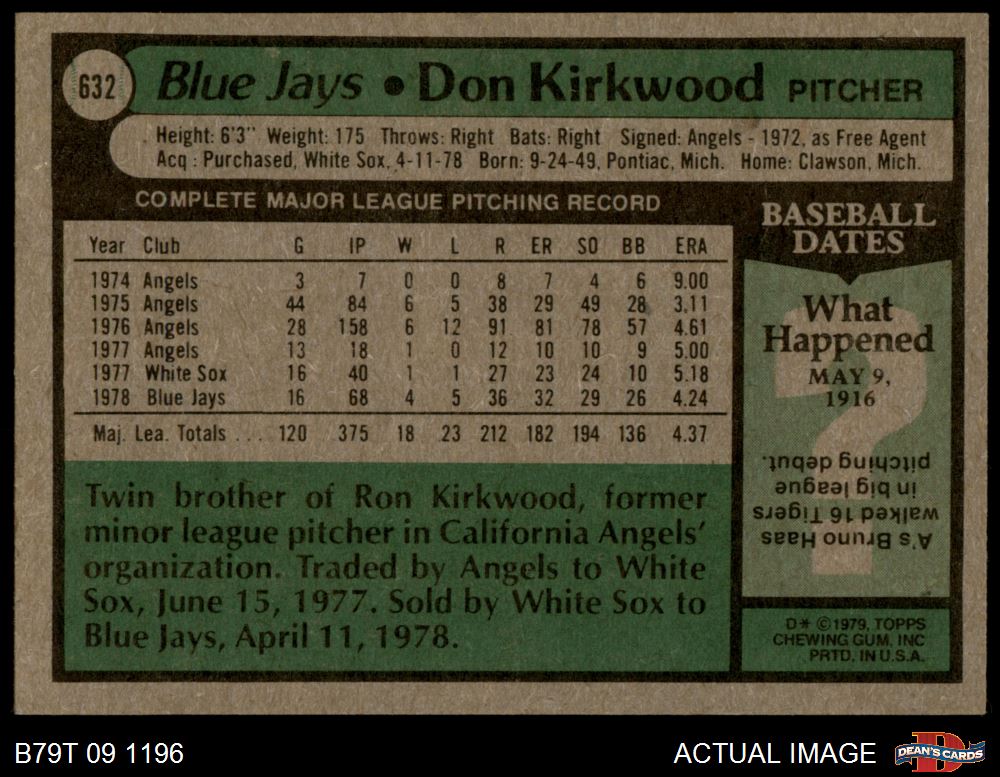 632
Blue Jays • Don Kirkwood PITCHER
Height: 6'3" Weight: 175 Throws: Right Bats: Right Signed: Angels - 1972, as Free Agent
Acq : Purchased, White Sox, 4-11-78 Born: 9-24-49, Pontiac, Mich. Home: Clawson, Mich.
COMPLETE MAJOR LEAGUE PITCHING RECORD
Year Club G IP W L R ER SO BB ERA
1974 Angels 3 7 0 0 8 7 4 6 9.00
1975 Angels 44 84 6 5 38 29 49 28 3.11
1976 Angels 28 158 6 12 91 81 78 57 4.61
1977 Angels 13 18 1 0 12 10 10 9 5.00
1977 White Sox 16 40 1 1 27 23 24 10 5.18
1978 Blue Jays 16 68 4 5 36 32 29 26 4.24
Maj. Lea. Totals . . . 120 375 18 23 212 182 194 136 4.37
Twin brother of Ron Kirkwood, former
minor league pitcher in California Angels'
organization. Traded by Angels to White
Sox, June 15, 1977. Sold by White Sox to
Blue Jays, April 11, 1978.
BASEBALL
DATES
What
Happened
MAY 9,
1916
?
A's Bruno Haas
walked 16 Tigers
in big league
pitching debut.
D* ©1979, TOPPS
CHEWING GUM, INC
PRTD. IN U.S.A.
B79T 09 1196
ACTUAL IMAGE
DEAN'S CARDS